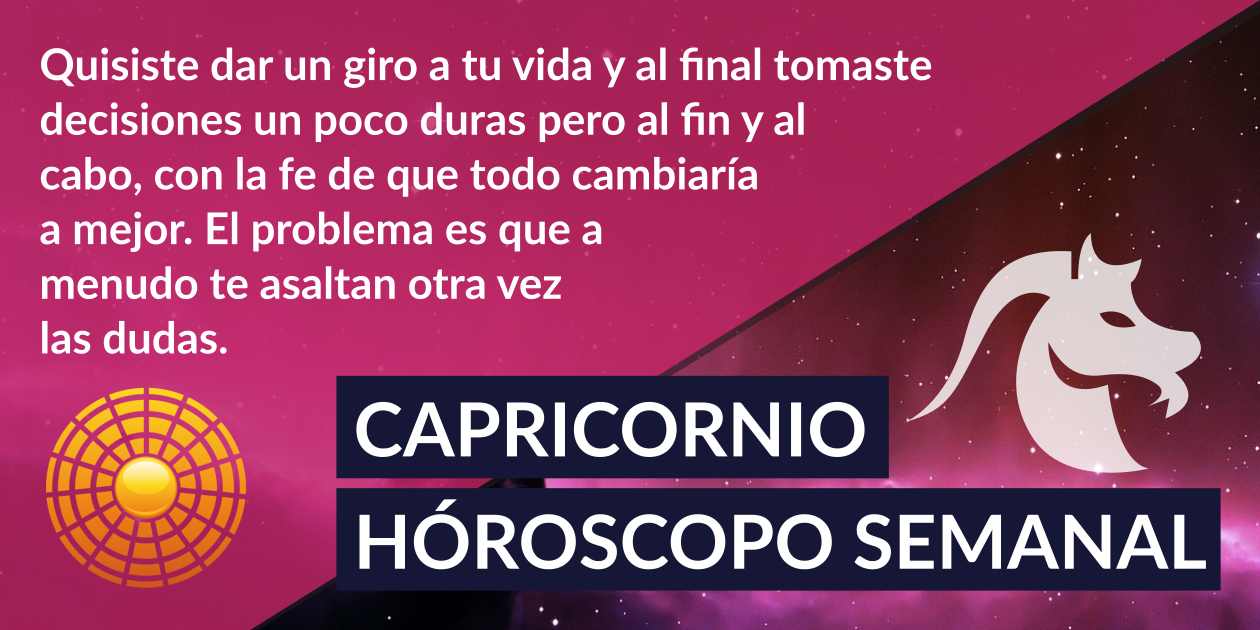 Quisiste dar un giro a tu vida y al final tomaste
decisiones un poco duras pero al fin y al
cabo, con la fe de que todo cambiaría
a mejor. El problema es que a
menudo te asaltan otra vez
las dudas.
CAPRICORNIO
HÓROSCOPO SEMANAL